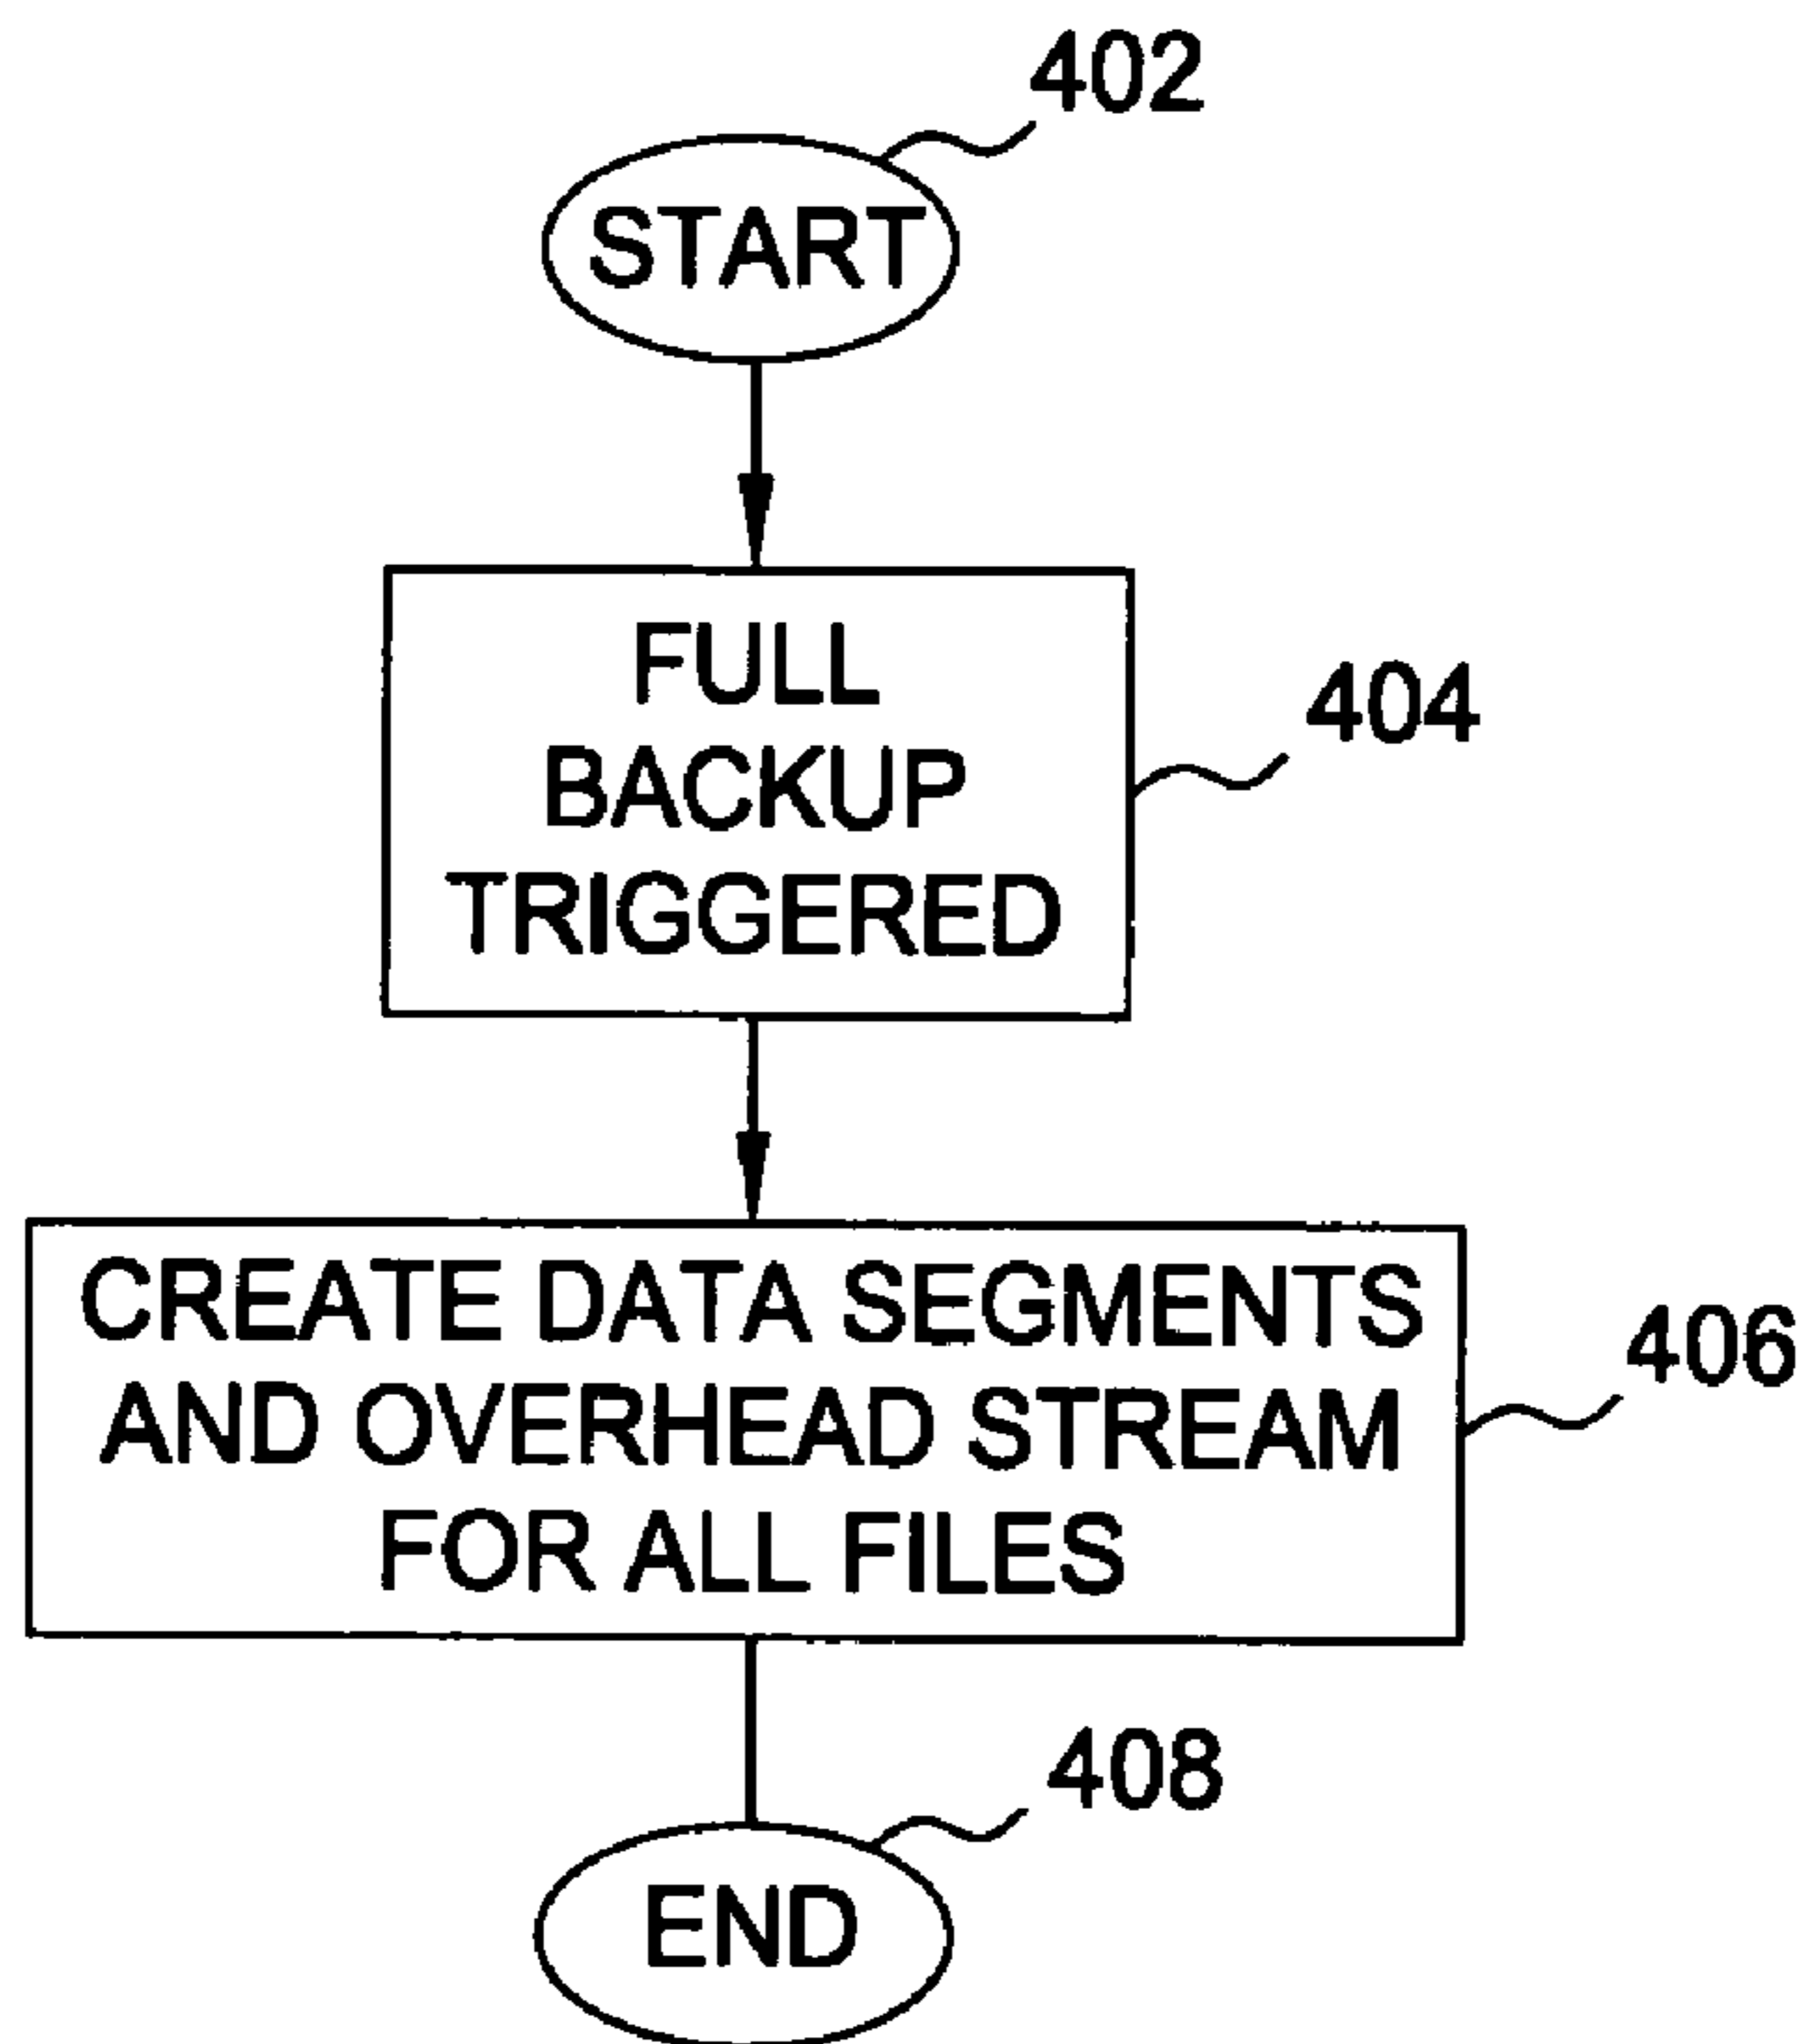 402
START
FULL
BACKUP
TRIGGERED
404
CREATE DATA SEGMENTS
AND OVERHEAD STREAM
FOR ALL FILES
406
408
END